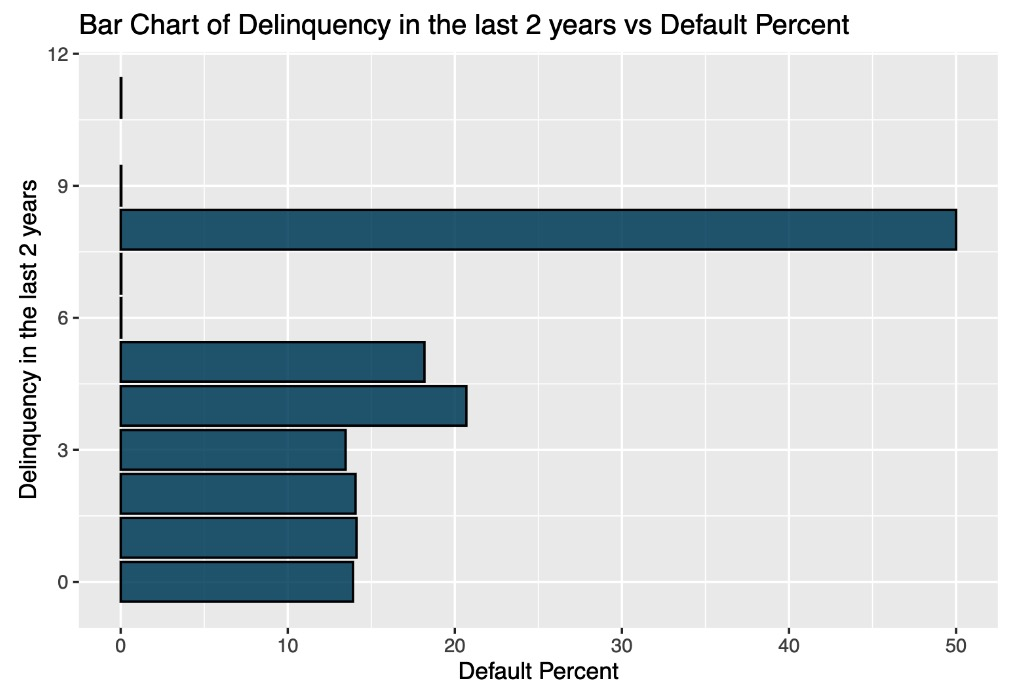 Bar Chart of Delinquency in the last 2 years vs Default Percent
Delinquency in the last 2 years
12
9
6
3
0
0 10 20 30 40 50
Default Percent